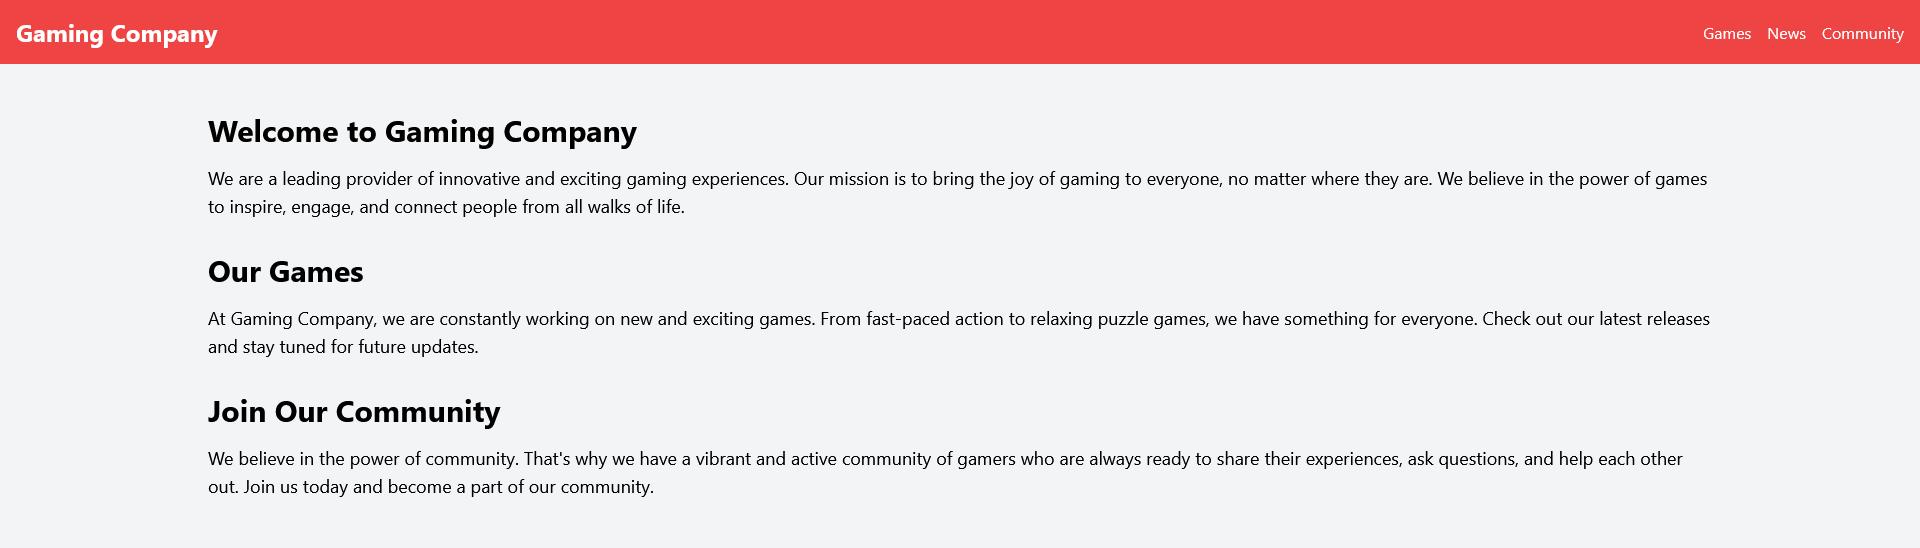 Gaming Company
Games News Community
Welcome to Gaming Company
We are a leading provider of innovative and exciting gaming experiences. Our mission is to bring the joy of gaming to everyone, no matter where they are. We believe in the power of games
to inspire, engage, and connect people from all walks of life.
Our Games
At Gaming Company, we are constantly working on new and exciting games. From fast-paced action to relaxing puzzle games, we have something for everyone. Check out our latest releases
and stay tuned for future updates.
Join Our Community
We believe in the power of community. That's why we have a vibrant and active community of gamers who are always ready to share their experiences, ask questions, and help each other
out. Join us today and become a part of our community.